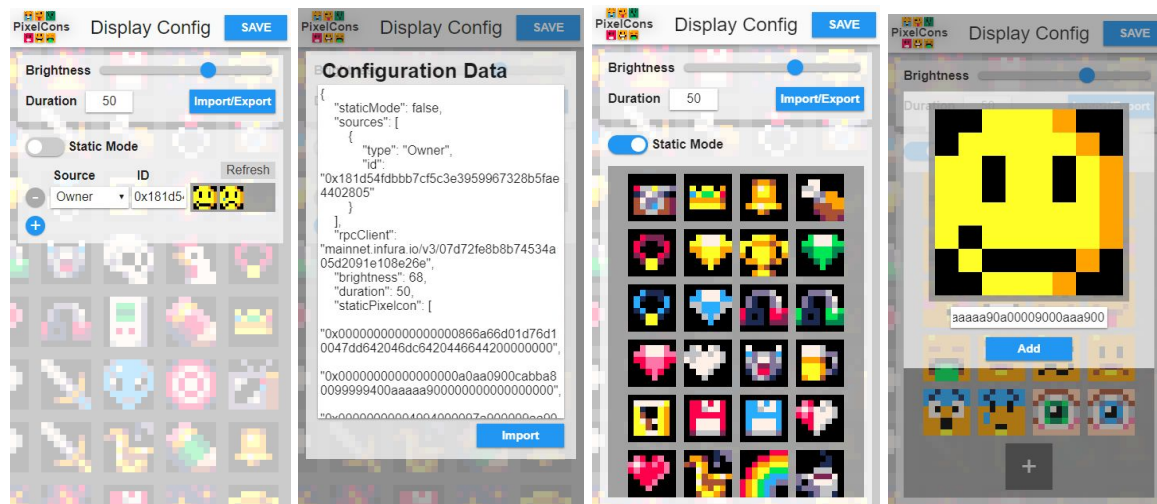 PixelCons
Display Config
SAVE
Brightness
Duration
50
Import/Export
Static Mode
Source
ID
Refresh
-
Owner
0x181d5
+
PixelCons
Display Config
SAVE
Configuration Data
{
"staticMode": false,
"sources": [
{
"type": "Owner",
"id":
"0x181d54fdbbb7cf5c3e3959967328b5fae
4402805"
}
],
"rpcClient":
"mainnet.infura.io/v3/07d72fe8b8b74534a
05d2091e108e26e",
"brightness": 68,
"duration": 50,
"staticPixelcon": [
"0x00000000000000000866a66d01d76d1
0047dd642046dc6420446644200000000",
"0x0000000000000000a0aa0900cabba8
0099999400aaaaa900000000000000000",
Import
PixelCons
Display Config
SAVE
Brightness
Duration
50
Import/Export
Static Mode
PixelCons
Display Config
SAVE
Brightness
aaaaa90a00009000aaa900
Add
+